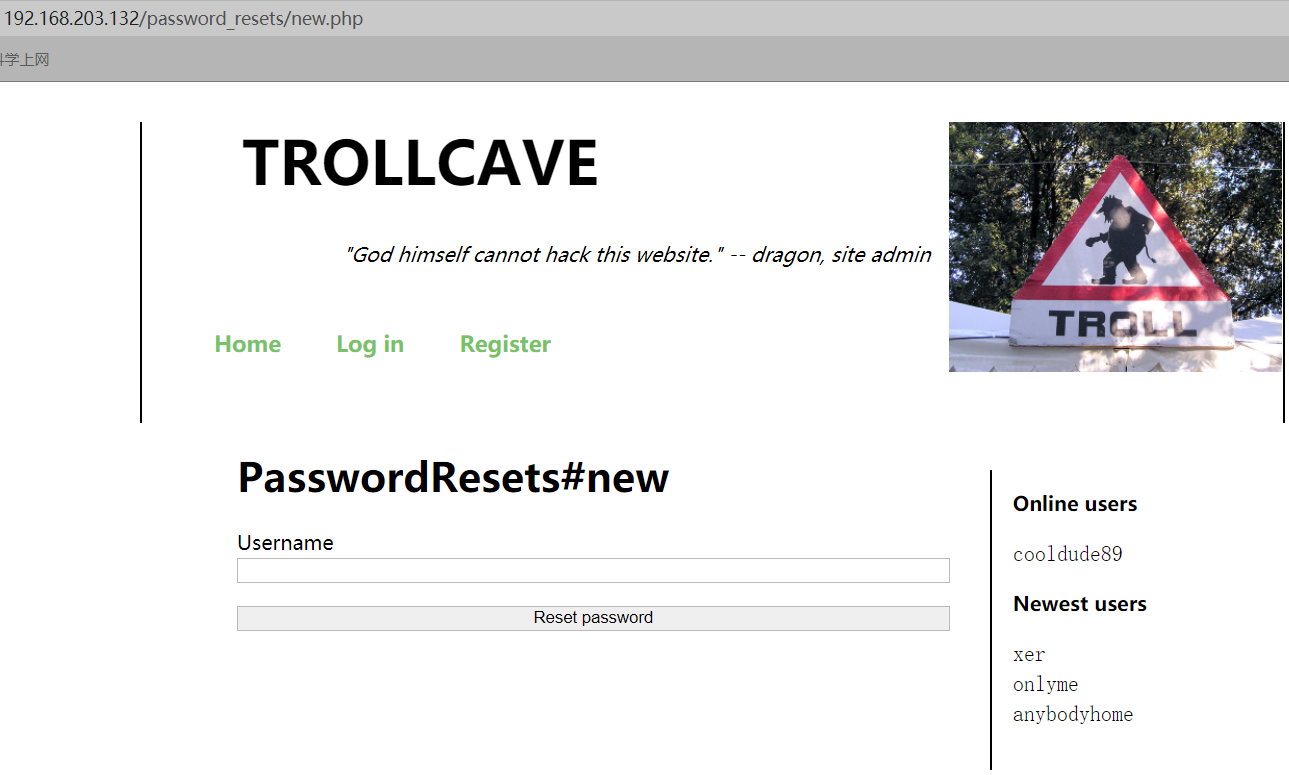 192.168.203.132/password_resets/new.php
科学上网
TROLLCAVE
"God himself cannot hack this website." -- dragon, site admin
TROLL
Home Log in Register
PasswordResets#new
Username
Reset password
Online users
cooldude89
Newest users
xer
onlyme
anybodyhome